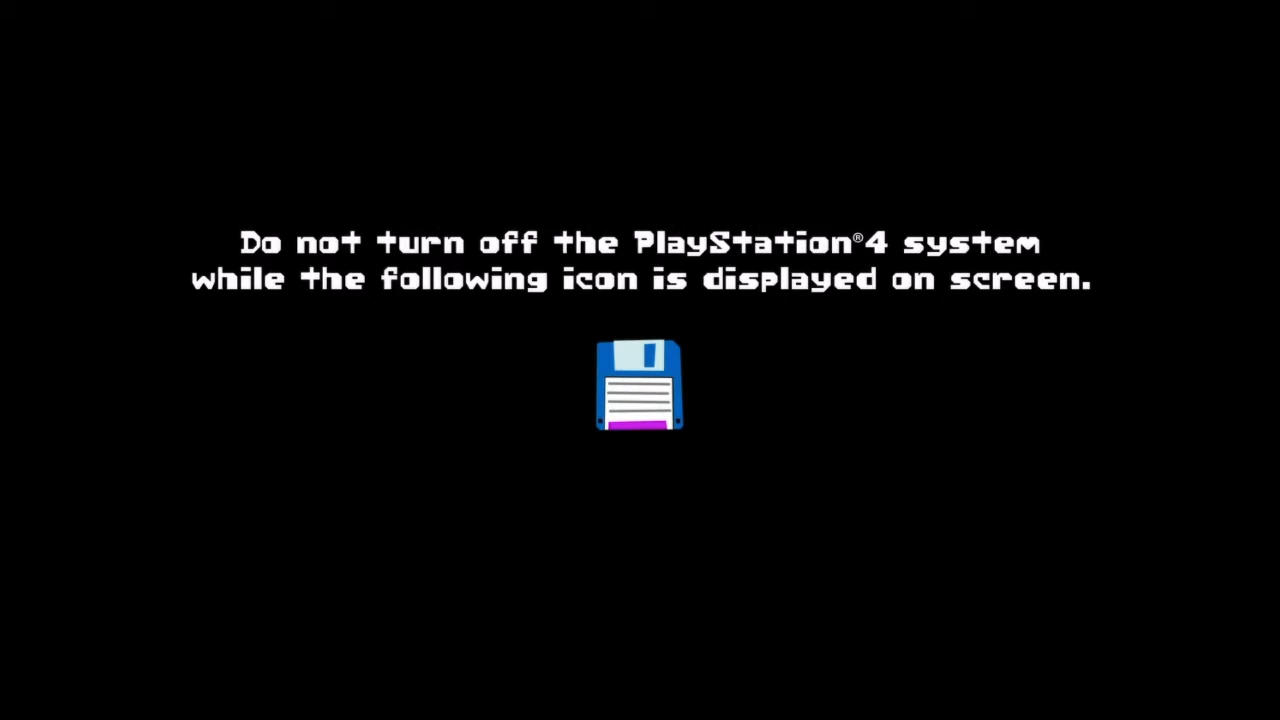 Do not turn off the PlayStation®4 system
while the following icon is displayed on screen.